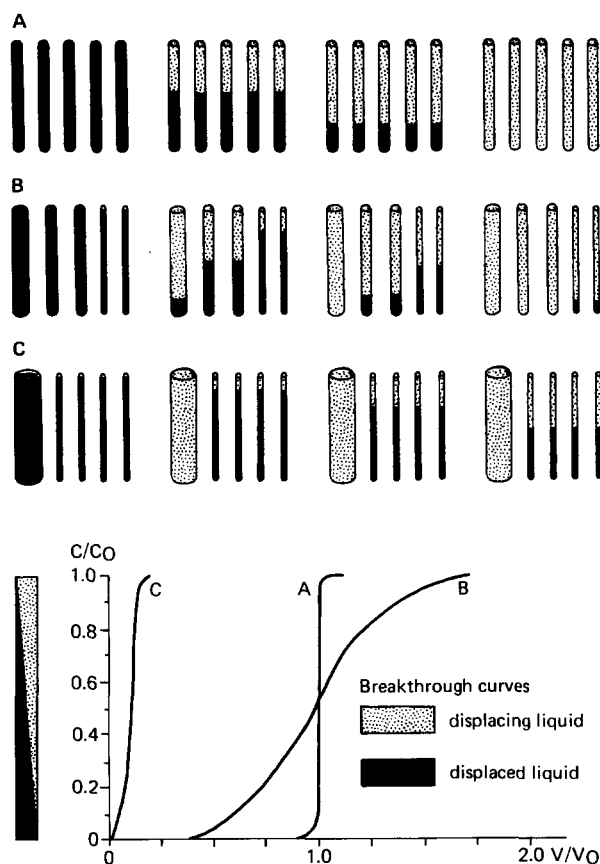 A
B
C
C/Co
1.0
0.8
0.6
0.4
0.2
0
C
A
B
Breakthrough curves
displacing liquid
displaced liquid
0
1.0
2.0
V/Vo